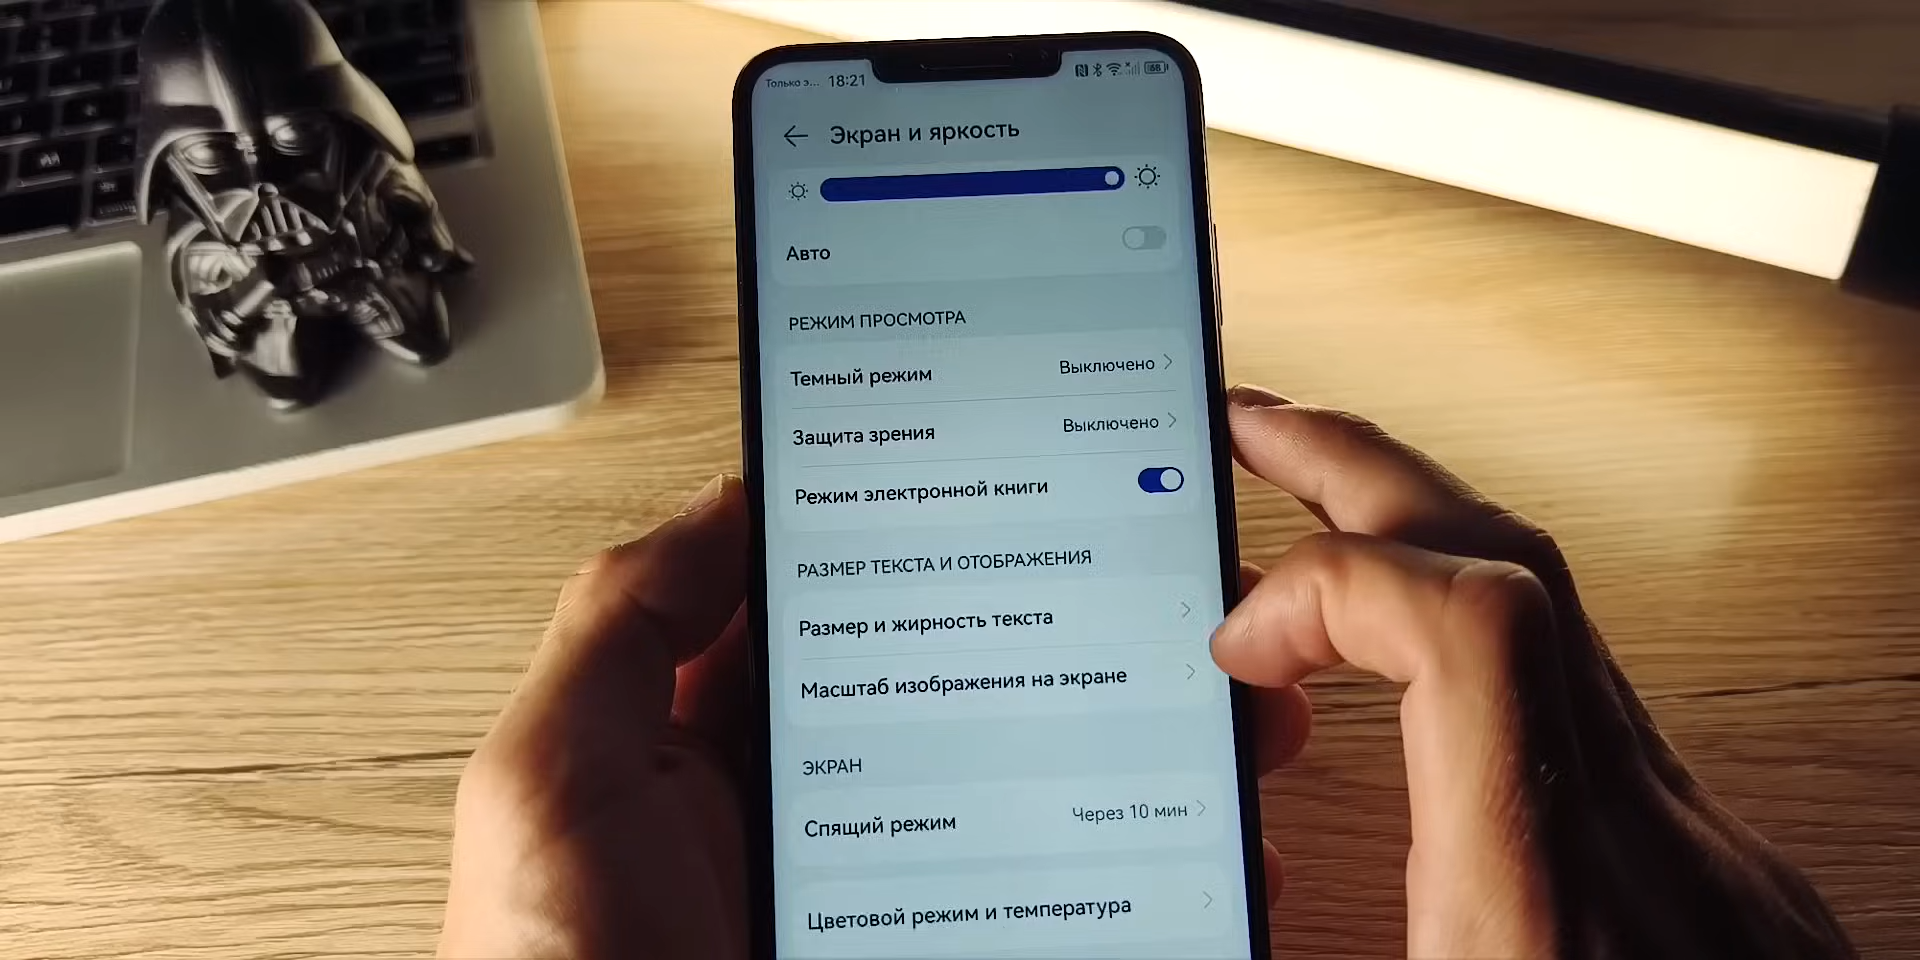 Только э... 18:21 68
Экран и яркость
Авто
РЕЖИМ ПРОСМОТРА
Темный режим Выключено
Защита зрения Выключено
Режим электронной книги
РАЗМЕР ТЕКСТА И ОТОБРАЖЕНИЯ
Размер и жирность текста
Масштаб изображения на экране
ЭКРАН
Спящий режим Через 10 мин
Цветовой режим и температура